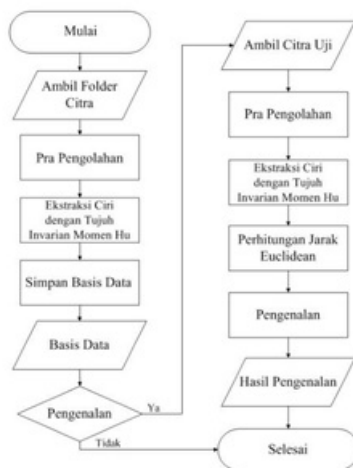 Mulai
Ambil Folder
Citra
Pra Pengolahan
Ekstraksi Ciri
dengan Tujuh
Invarian Momen Hu
Simpan Basis Data
Basis Data
Pengenalan
Ya
Tidak
Ambil Citra Uji
Pra Pengolahan
Ekstraksi Ciri
dengan Tujuh
Invarian Momen Hu
Perhitungan Jarak
Euclidean
Pengenalan
Hasil Pengenalan
Selesai